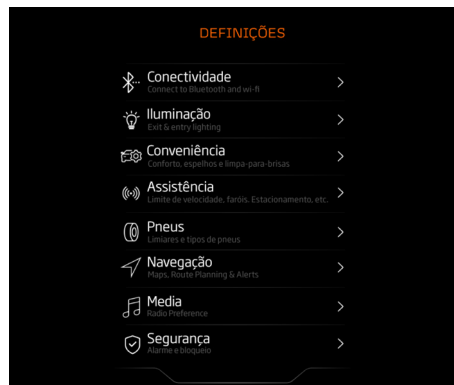 DEFINIÇÕES
Conectividade
Connect to Bluetooth and wi-fi
Iluminação
Exit & entry lighting
Conveniência
Conforto, espelhos e limpa-para-brisas
Assistência
Limite de velocidade, faróis. Estacionamento, etc.
Pneus
Limiares e tipos de pneus
Navegação
Maps, Route Planning & Alerts
Media
Radio Preference
Segurança
Alarme e bloqueio